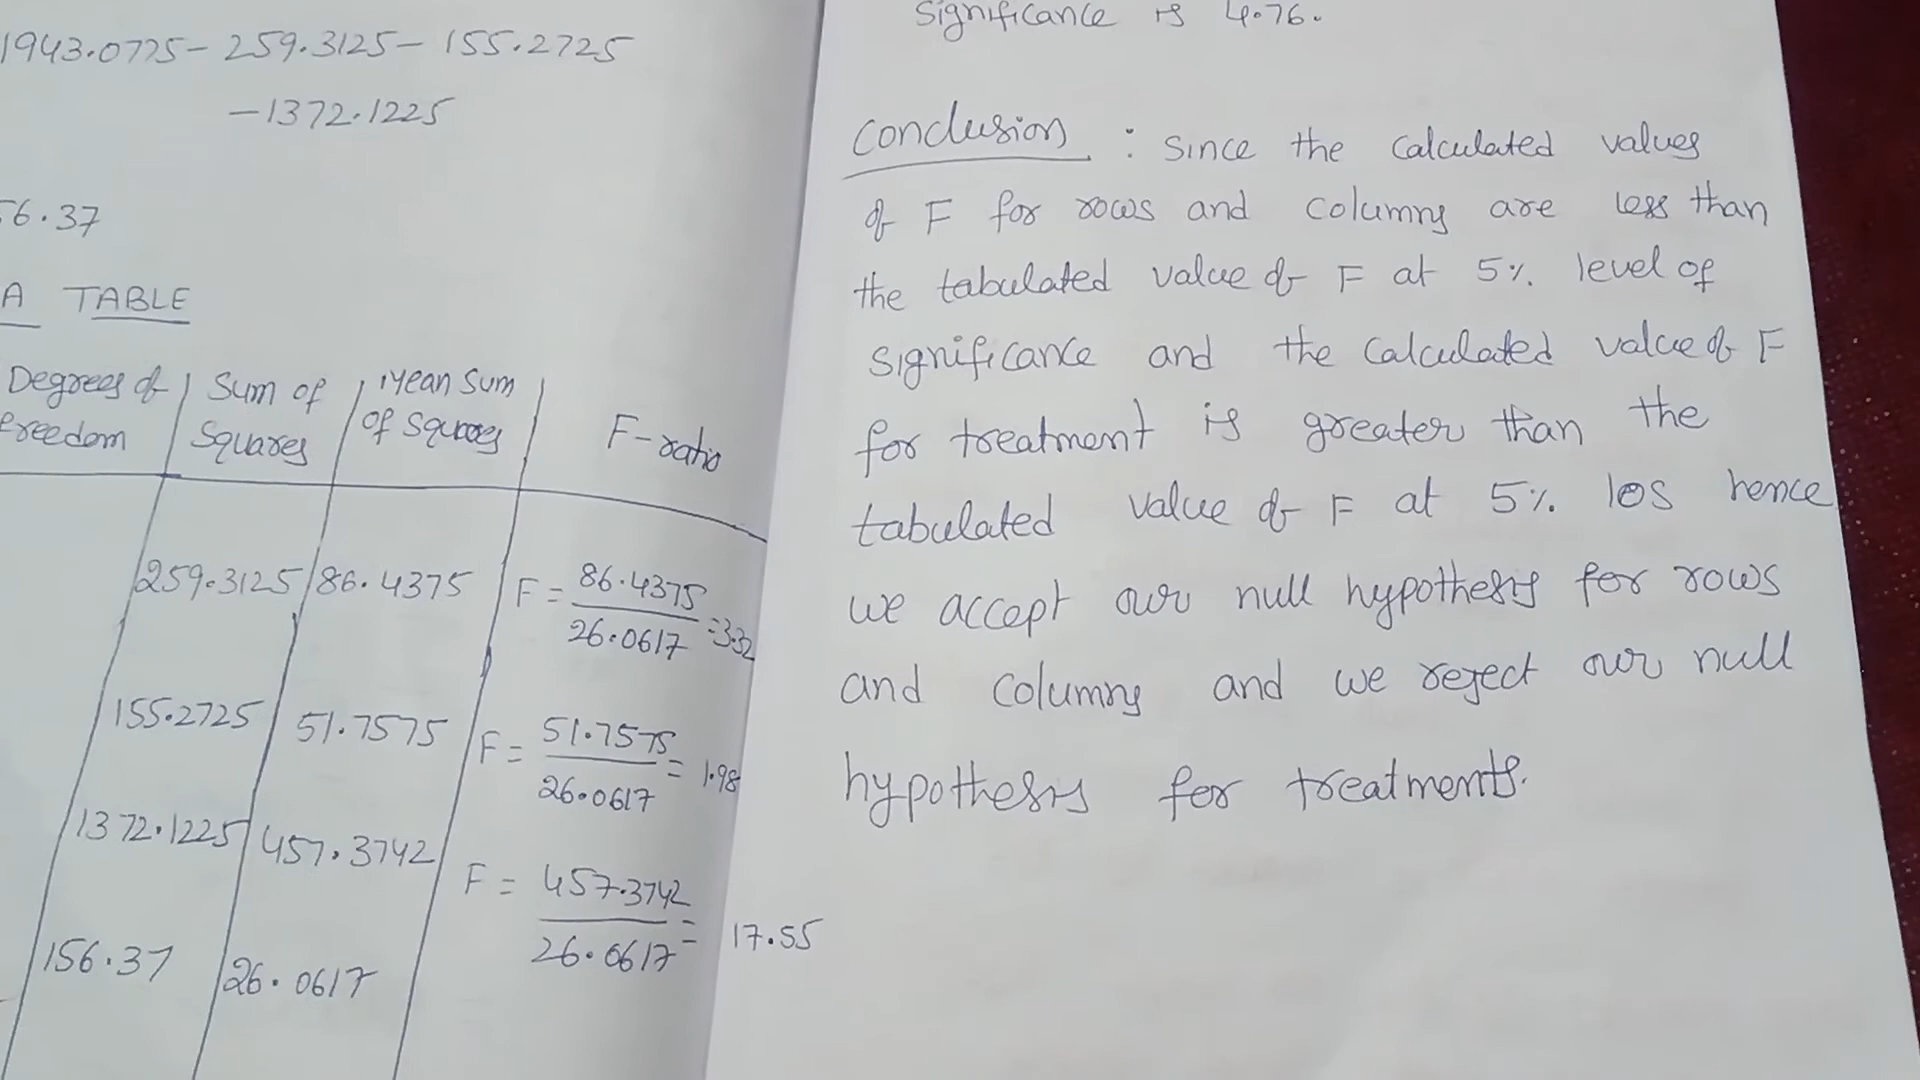 1943.0775- 259.3125- 155.2725
-1372.1225
56.37
A TABLE
Degrees of freedom | Sum of Squares | Mean Sum of Squares | F-ratio
259.3125 | 86.4375 | F = 86.4375 / 26.0617 = 3.32
155.2725 | 51.7575 | F = 51.7575 / 26.0617 = 1.98
1372.1225 | 457.3742 | F = 457.3742 / 26.0617 = 17.55
156.37 | 26.0617
Significance is 4.76.
Conclusion : Since the calculated values
of F for rows and columns are less than
the tabulated value of F at 5%. level of
significance and the calculated value of F
for treatment is greater than the
tabulated value of F at 5%. los hence
we accept our null hypothesis for rows
and columns and we reject our null
hypothesis for treatments.